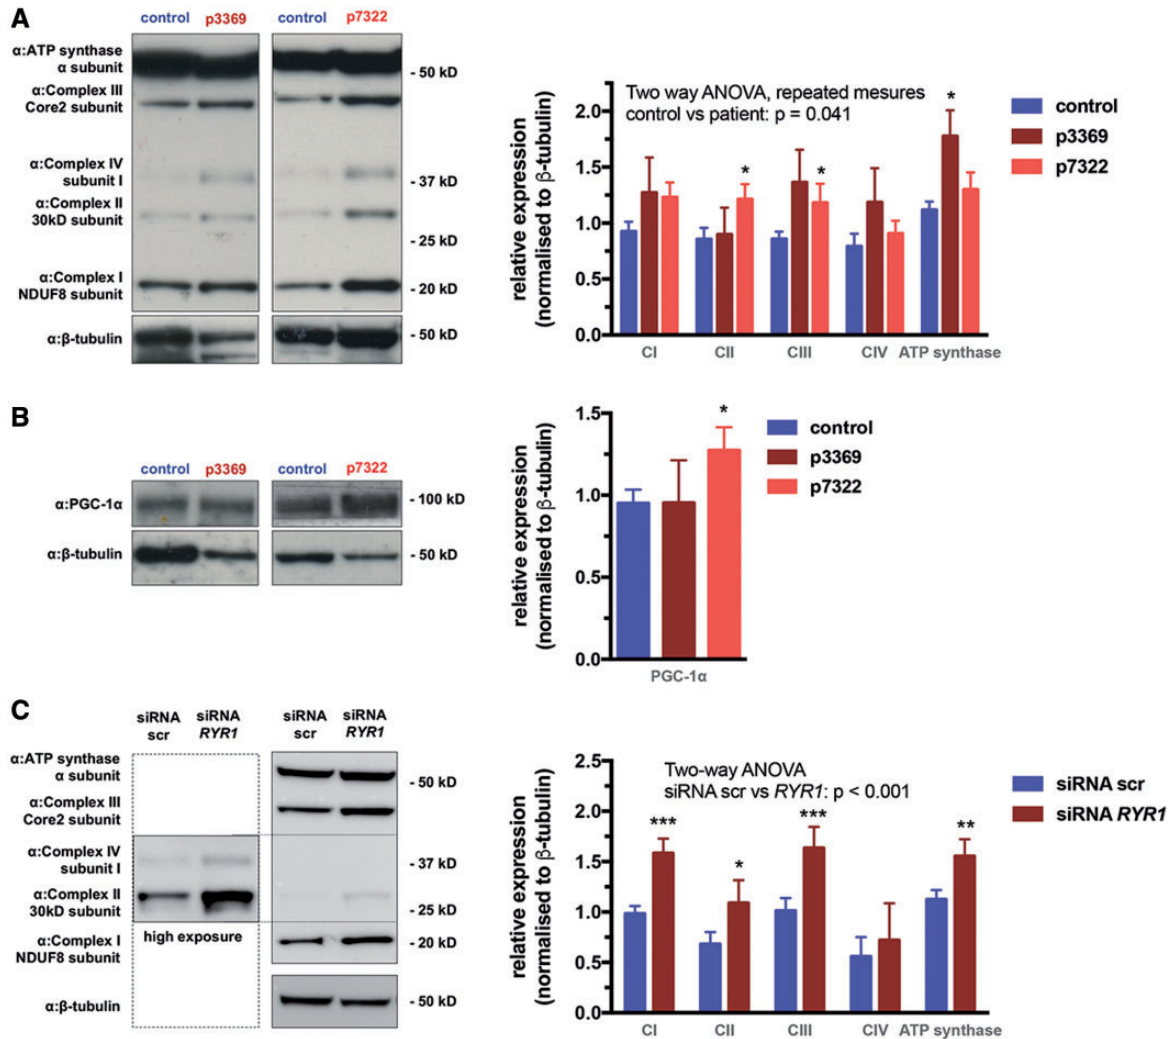 A
control p3369 control p7322
α:ATP synthase
α subunit
- 50 kD
α:Complex III
Core2 subunit
α:Complex IV
subunit I
- 37 kD
α:Complex II
30kD subunit
- 25 kD
α:Complex I
NDUF8 subunit
- 20 kD
α:β-tubulin
- 50 kD
relative expression
(normalised to β-tubulin)
2.0
1.5
1.0
0.5
0.0
Two way ANOVA, repeated mesures
control vs patient: p = 0.041
* * * *
CI CII CIII CIV ATP synthase
control
p3369
p7322
B
control p3369 control p7322
α:PGC-1α
- 100 kD
α:β-tubulin
- 50 kD
relative expression
(normalised to β-tubulin)
1.5
1.0
0.5
0.0
*
PGC-1α
control
p3369
p7322
C
siRNA scr siRNA RYR1 siRNA scr siRNA RYR1
α:ATP synthase
α subunit
- 50 kD
α:Complex III
Core2 subunit
α:Complex IV
subunit I
- 37 kD
α:Complex II
30kD subunit
- 25 kD
high exposure
α:Complex I
NDUF8 subunit
- 20 kD
α:β-tubulin
- 50 kD
relative expression
(normalised to β-tubulin)
2.5
2.0
1.5
1.0
0.5
0.0
Two-way ANOVA
siRNA scr vs RYR1: p < 0.001
*** * *** **
CI CII CIII CIV ATP synthase
siRNA scr
siRNA RYR1